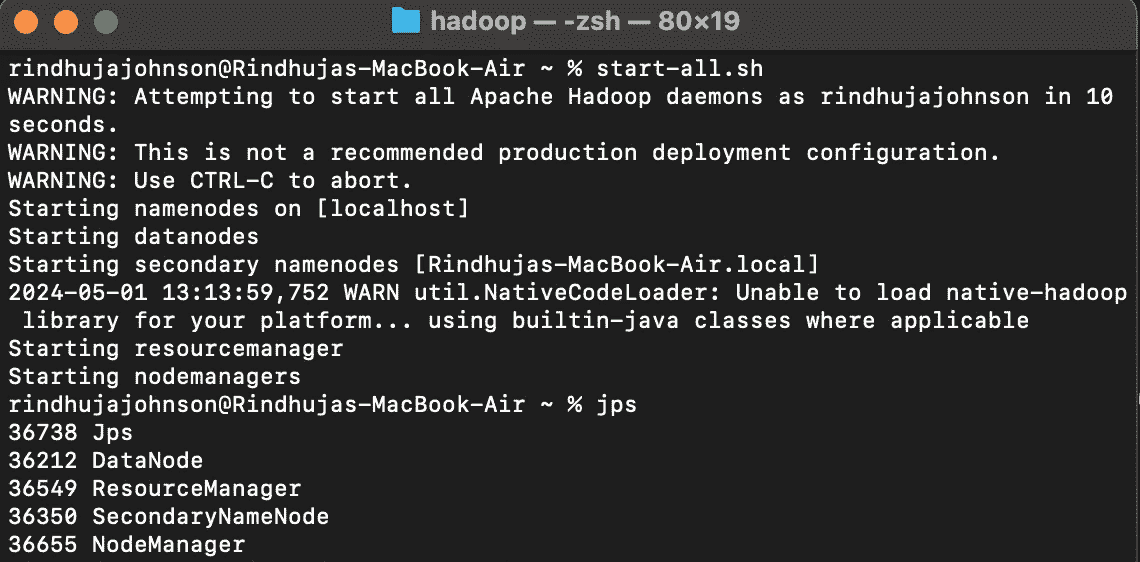 hadoop — -zsh — 80×19
rindhujajohnson@Rindhujas-MacBook-Air ~ % start-all.sh
WARNING: Attempting to start all Apache Hadoop daemons as rindhujajohnson in 10
seconds.
WARNING: This is not a recommended production deployment configuration.
WARNING: Use CTRL-C to abort.
Starting namenodes on [localhost]
Starting datanodes
Starting secondary namenodes [Rindhujas-MacBook-Air.local]
2024-05-01 13:13:59,752 WARN util.NativeCodeLoader: Unable to load native-hadoop
library for your platform... using builtin-java classes where applicable
Starting resourcemanager
Starting nodemanagers
rindhujajohnson@Rindhujas-MacBook-Air ~ % jps
36738 Jps
36212 DataNode
36549 ResourceManager
36350 SecondaryNameNode
36655 NodeManager